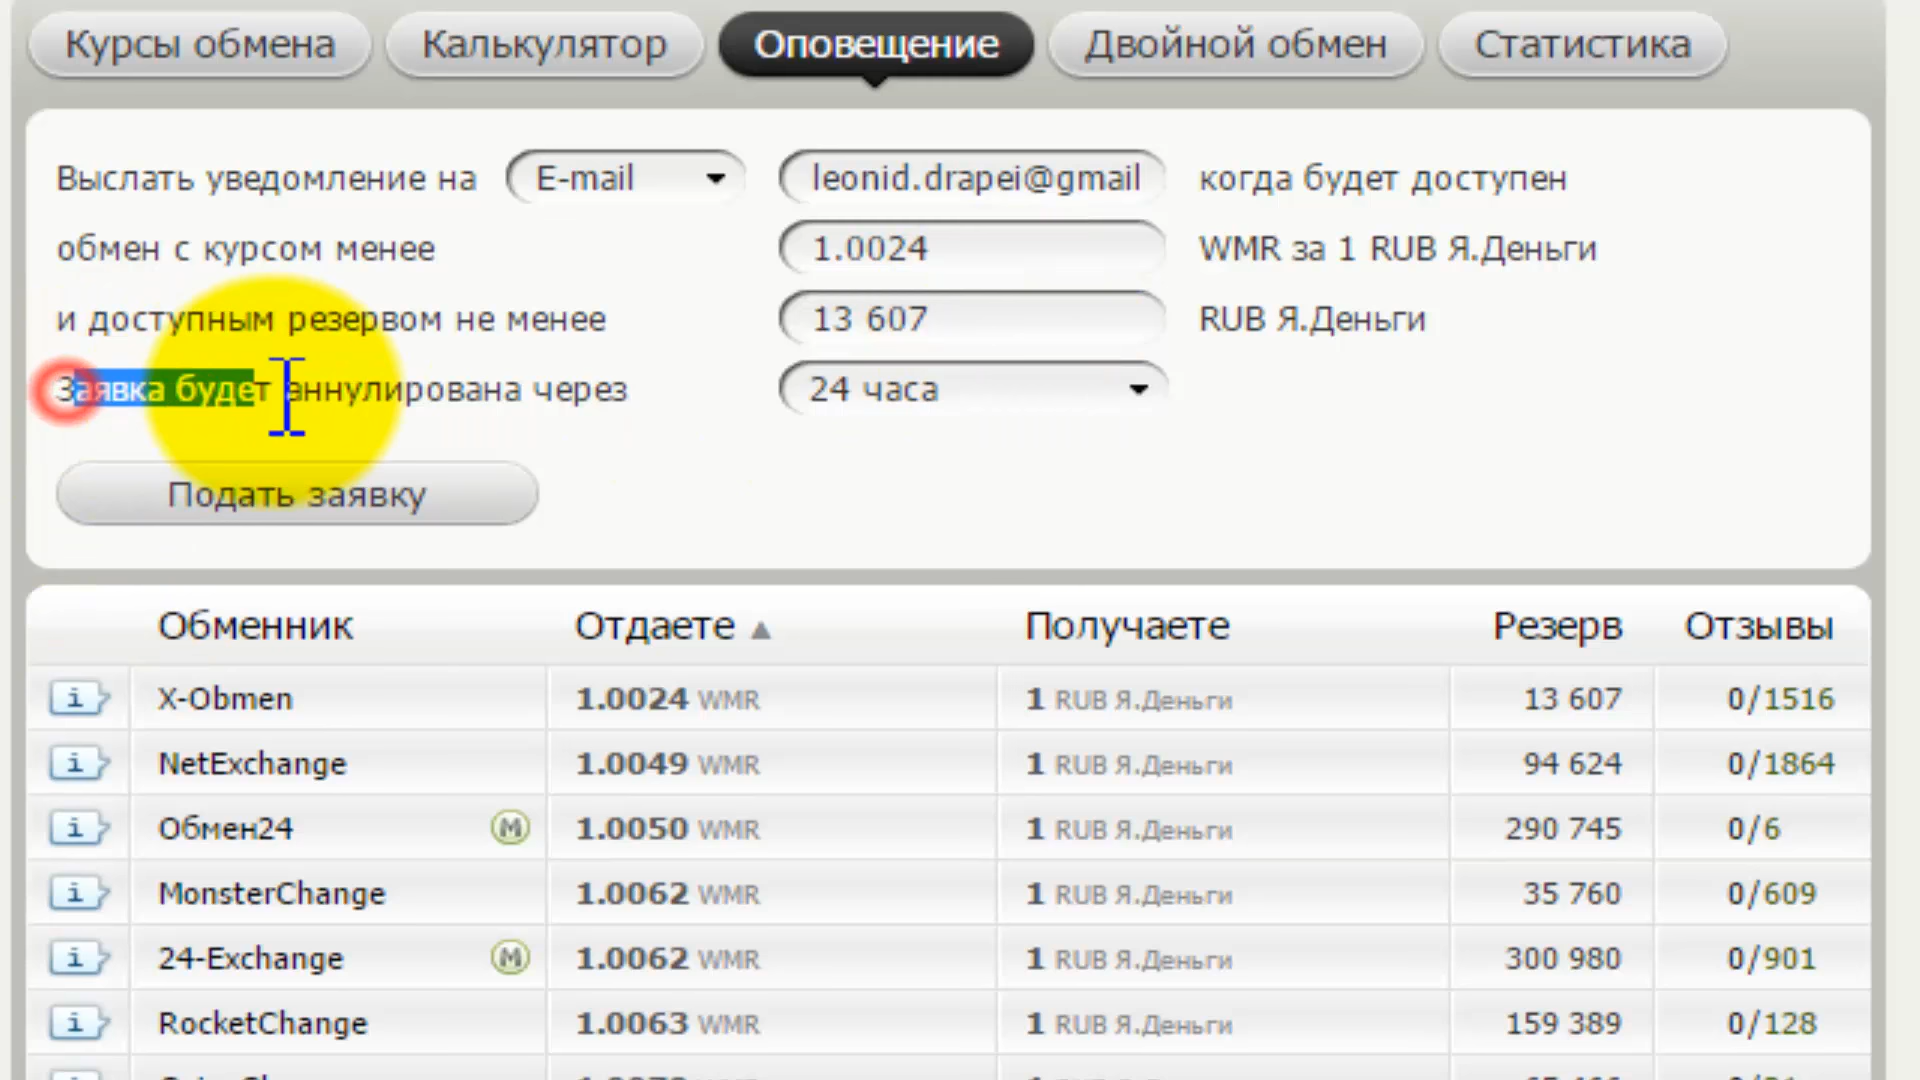 Курсы обмена Калькулятор Оповещение Двойной обмен Статистика
Выслать уведомление на E-mail leonid.drapei@gmail когда будет доступен
обмен с курсом менее 1.0024 WMR за 1 RUB Я.Деньги
и доступным резервом не менее 13 607 RUB Я.Деньги
Заявка будет аннулирована через 24 часа
Подать заявку
Обменник Отдаете ▲ Получаете Резерв Отзывы
i X-Obmen 1.0024 WMR 1 RUB Я.Деньги 13 607 0/1516
i NetExchange 1.0049 WMR 1 RUB Я.Деньги 94 624 0/1864
i Обмен24 M 1.0050 WMR 1 RUB Я.Деньги 290 745 0/6
i MonsterChange 1.0062 WMR 1 RUB Я.Деньги 35 760 0/609
i 24-Exchange M 1.0062 WMR 1 RUB Я.Деньги 300 980 0/901
i RocketChange 1.0063 WMR 1 RUB Я.Деньги 159 389 0/128